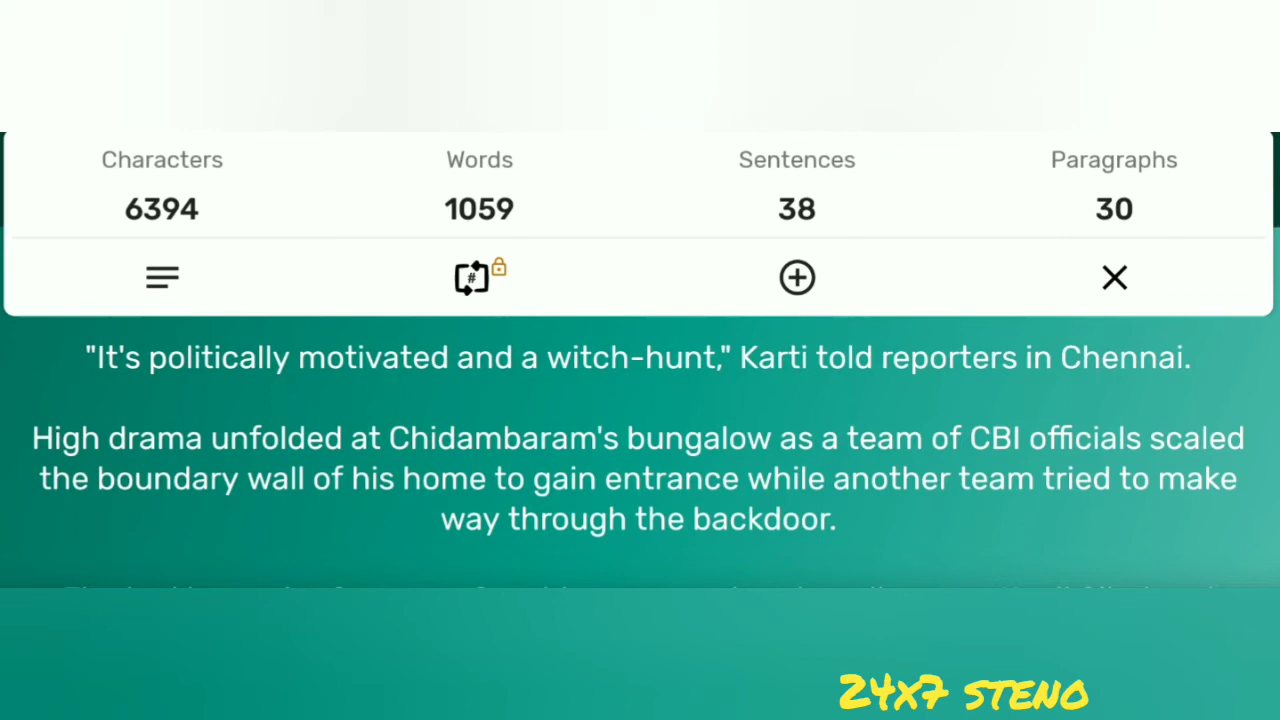 Characters Words Sentences Paragraphs
6394 1059 38 30
#
"It's politically motivated and a witch-hunt," Karti told reporters in Chennai.
High drama unfolded at Chidambaram's bungalow as a team of CBI officials scaled
the boundary wall of his home to gain entrance while another team tried to make
way through the backdoor.
24x7 STENO